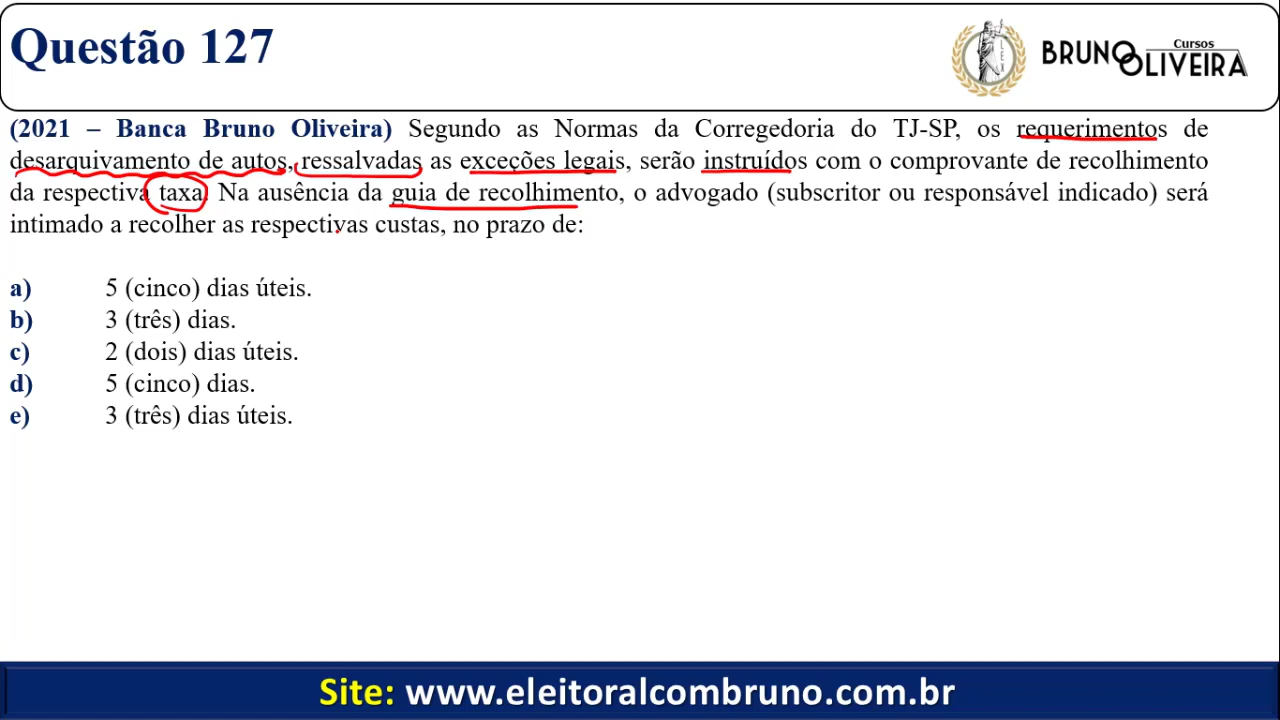 Questão 127
Cursos
BRUNO
OLIVEIRA
LEX
(2021 – Banca Bruno Oliveira) Segundo as Normas da Corregedoria do TJ-SP, os requerimentos de
desarquivamento de autos, ressalvadas as exceções legais, serão instruídos com o comprovante de recolhimento
da respectiva taxa. Na ausência da guia de recolhimento, o advogado (subscritor ou responsável indicado) será
intimado a recolher as respectivas custas, no prazo de:
a) 5 (cinco) dias úteis.
b) 3 (três) dias.
c) 2 (dois) dias úteis.
d) 5 (cinco) dias.
e) 3 (três) dias úteis.
Site: www.eleitoralcombruno.com.br